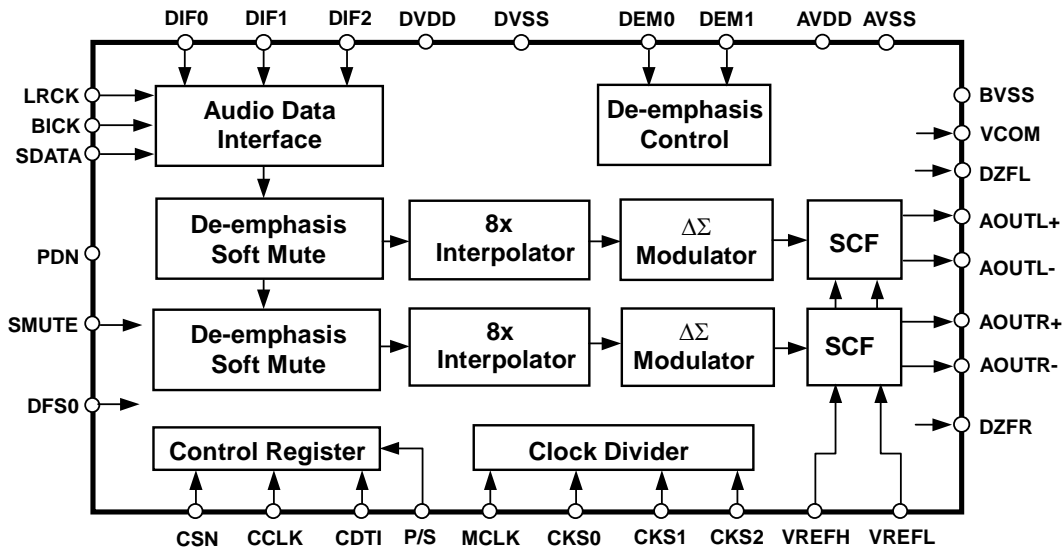 DIF0 DIF1 DIF2 DVDD DVSS DEM0 DEM1 AVDD AVSS
LRCK
BICK
SDATA
Audio Data
Interface
De-emphasis
Control
BVSS
VCOM
DZFL
PDN
De-emphasis
Soft Mute
8x
Interpolator
ΔΣ
Modulator
SCF
AOUTL+
AOUTL-
SMUTE
De-emphasis
Soft Mute
8x
Interpolator
ΔΣ
Modulator
SCF
AOUTR+
AOUTR-
DFS0
DZFR
Control Register
Clock Divider
CSN CCLK CDTI P/S MCLK CKS0 CKS1 CKS2 VREFH VREFL